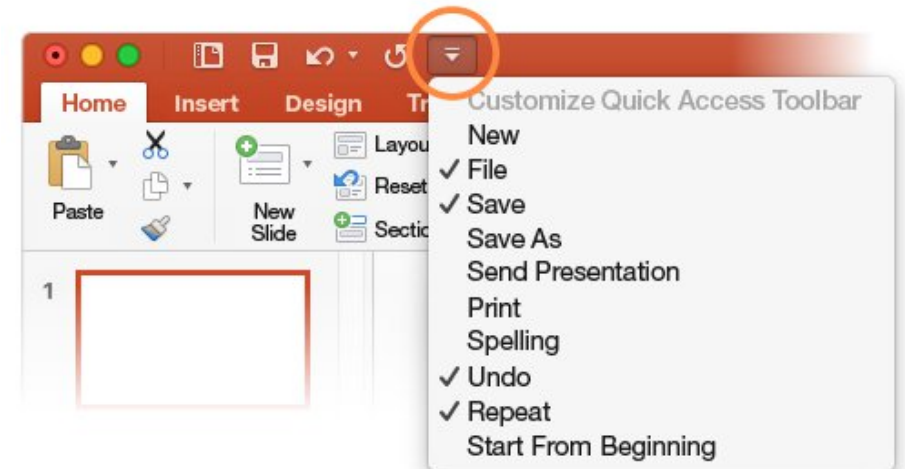 Home Insert Design Tr
Customize Quick Access Toolbar
New
File
Save
Save As
Send Presentation
Print
Spelling
Undo
Repeat
Start From Beginning
Paste
New
Slide
Layou
Reset
Sectio
1